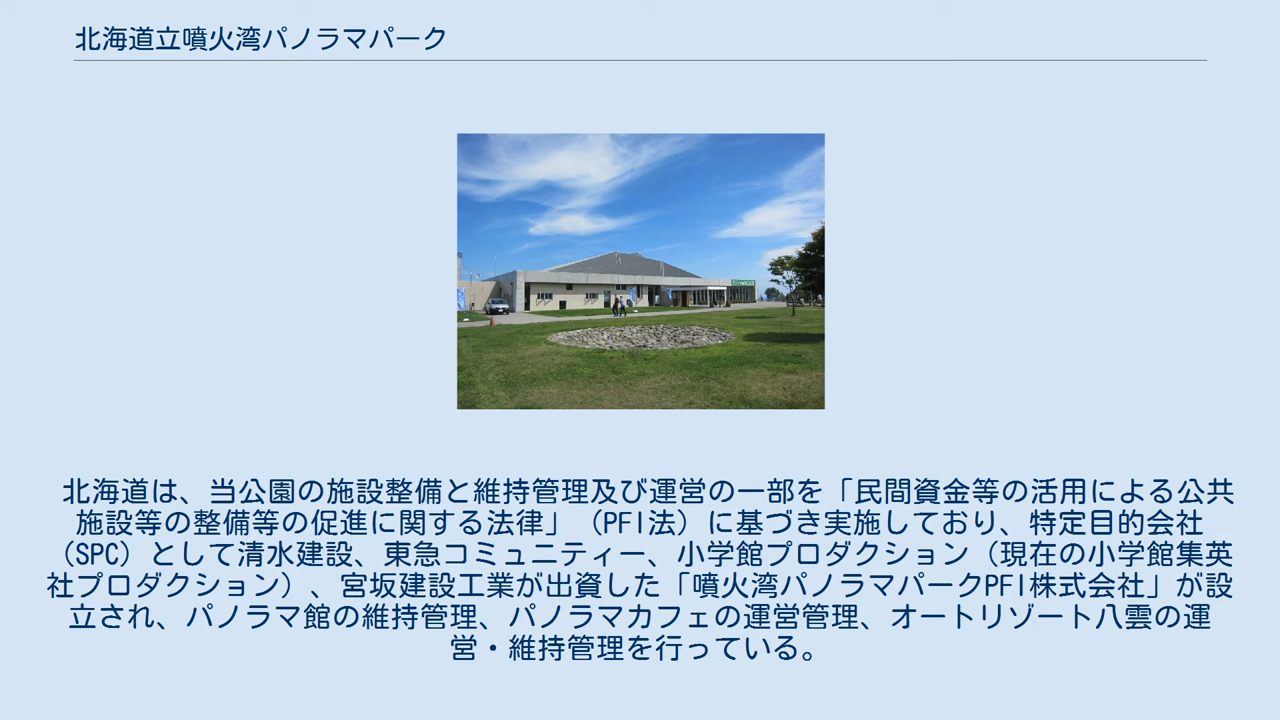 北海道立噴火湾パノラマパーク
北海道は、当公園の施設整備と維持管理及び運営の一部を「民間資金等の活用による公共
施設等の整備等の促進に関する法律」（PFI法）に基づき実施しており、特定目的会社
（SPC）として清水建設、東急コミュニティー、小学館プロダクション（現在の小学館集英
社プロダクション）、宮坂建設工業が出資した「噴火湾パノラマパークPFI株式会社」が設
立され、パノラマ館の維持管理、パノラマカフェの運営管理、オートリゾート八雲の運
営・維持管理を行っている。